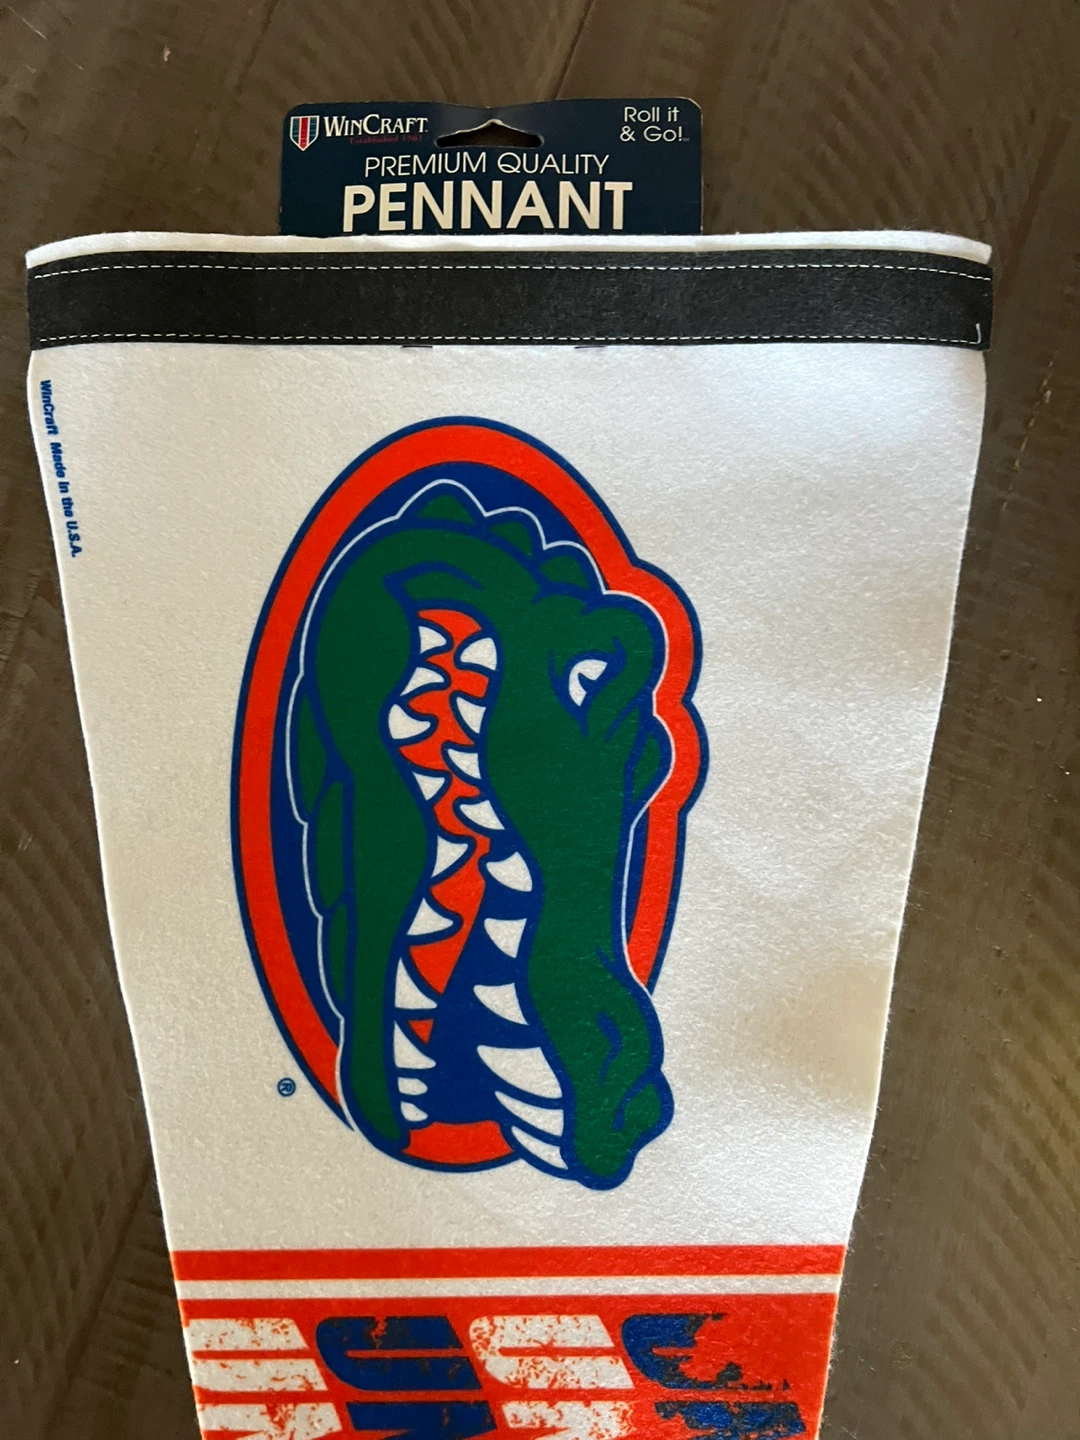 WINCRAFT
Established 1961
Roll it
& Go!
PREMIUM QUALITY
PENNANT
WinCraft Made in the U.S.A.
®